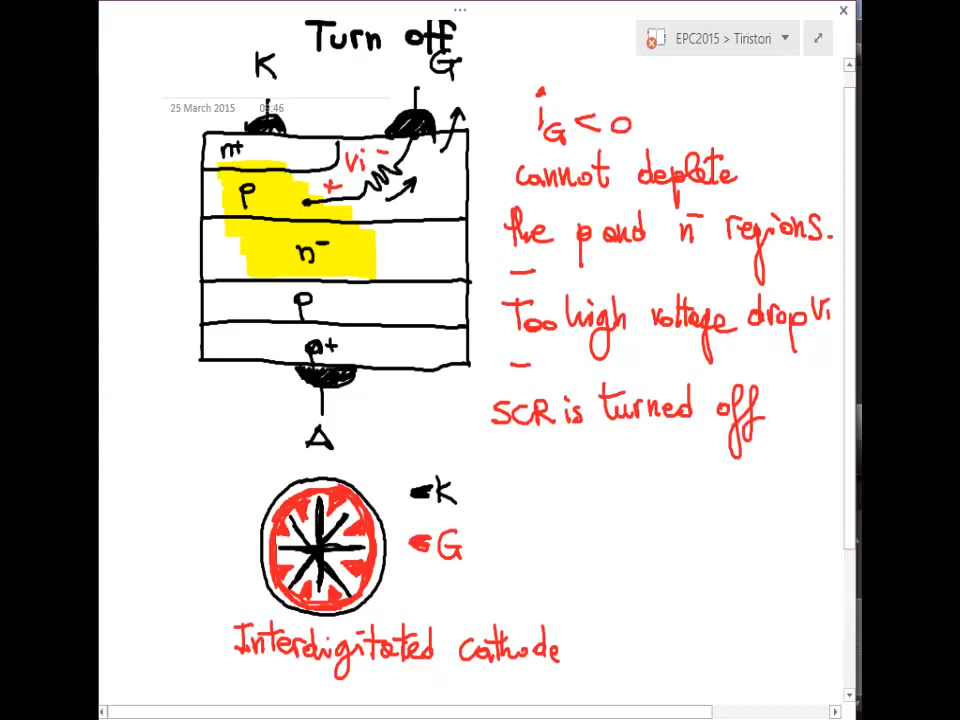 Turn off
K
G
EPC2015 > Tiristori
25 March 2015
n+
Vi -
+
p
n-
p
p+
A
iG < 0
cannot deplete
the p and n- regions.
-
Too high voltage drop Vi
-
SCR is turned off
K
G
Interdigitated cathode